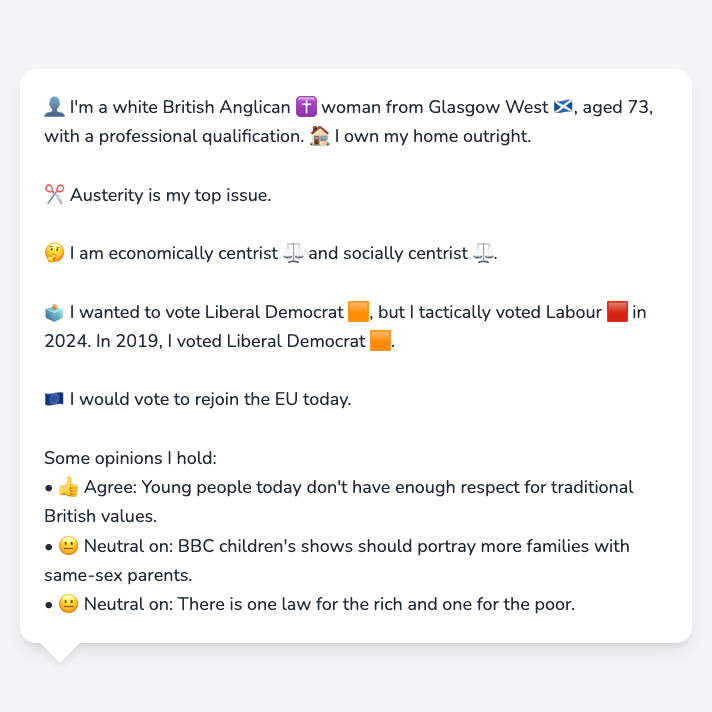 👤 I'm a white British Anglican ✝️ woman from Glasgow West 🏴󠁧󠁢󠁳󠁣󠁴󠁿, aged 73,
with a professional qualification. 🏠 I own my home outright.
✂️ Austerity is my top issue.
🤔 I am economically centrist ⚖️ and socially centrist ⚖️.
🗳️ I wanted to vote Liberal Democrat 🟧, but I tactically voted Labour 🟥 in
2024. In 2019, I voted Liberal Democrat 🟧.
🇪🇺 I would vote to rejoin the EU today.
Some opinions I hold:
• 👍 Agree: Young people today don't have enough respect for traditional
British values.
• 😐 Neutral on: BBC children's shows should portray more families with
same-sex parents.
• 😐 Neutral on: There is one law for the rich and one for the poor.